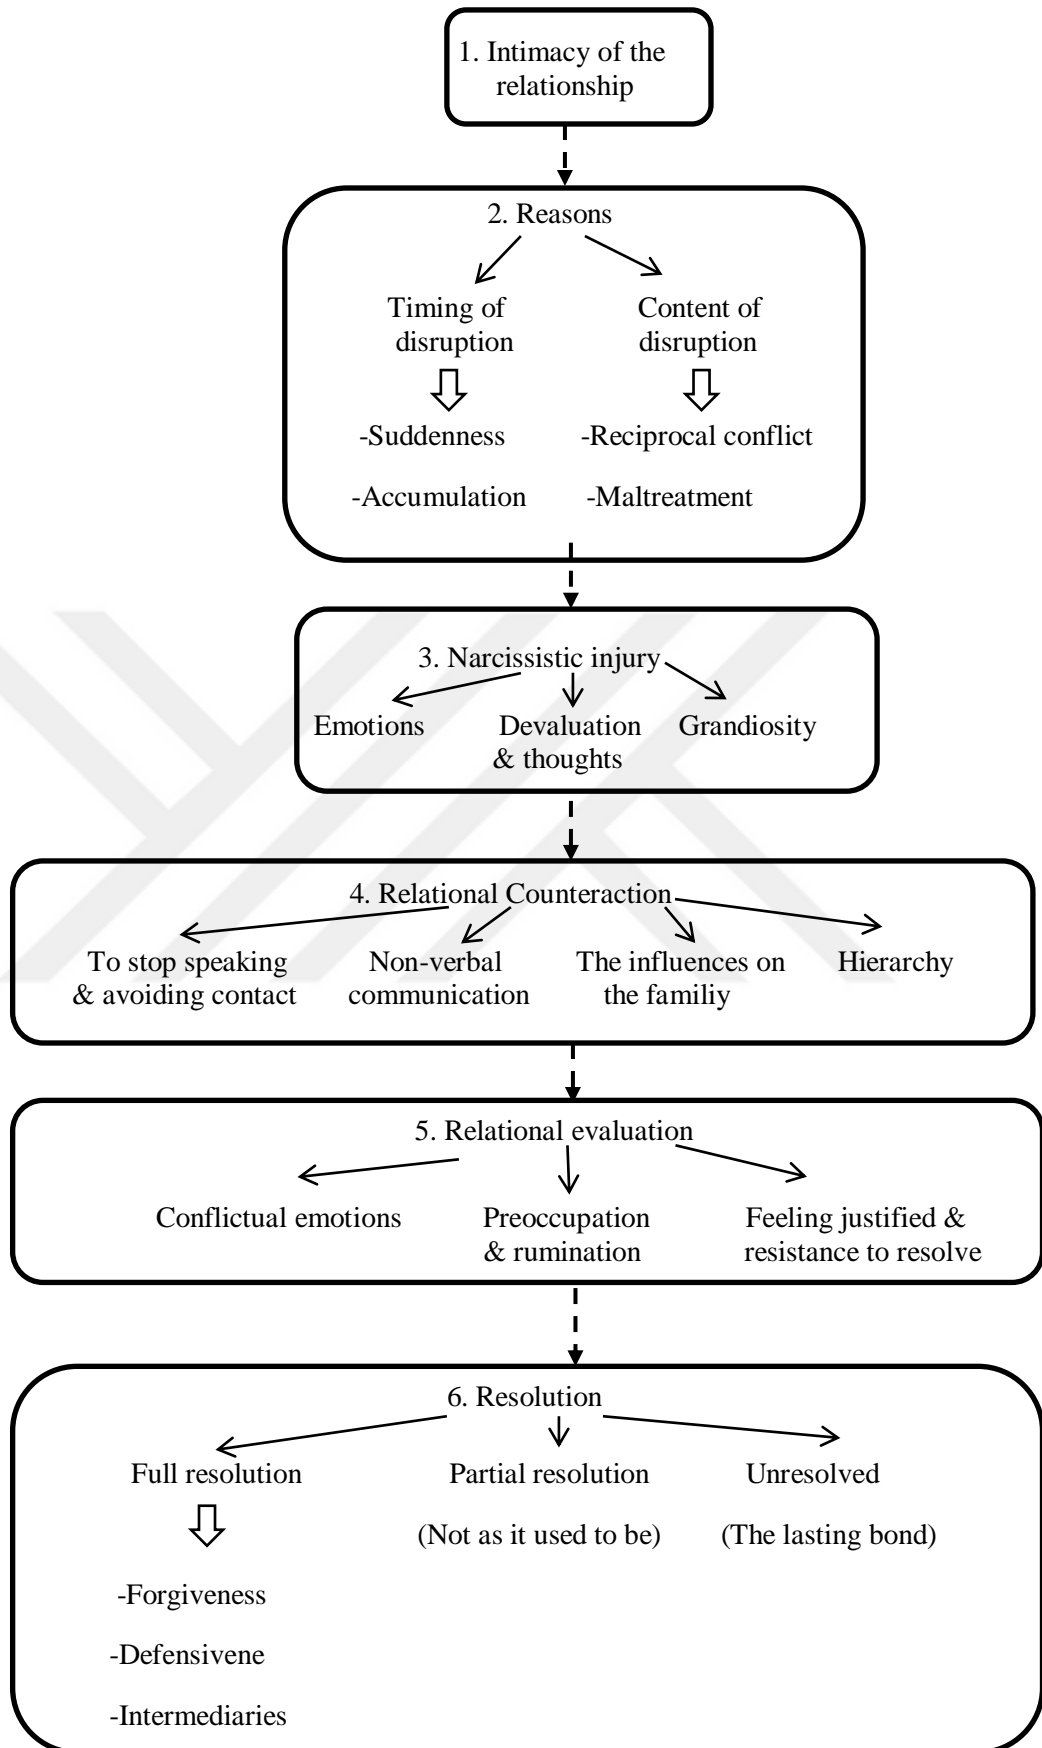 1. Intimacy of the
relationship
2. Reasons
Timing of
disruption
Content of
disruption
-Suddenness
-Accumulation
-Reciprocal conflict
-Maltreatment
3. Narcissistic injury
Emotions
Devaluation
& thoughts
Grandiosity
4. Relational Counteraction
To stop speaking
& avoiding contact
Non-verbal
communication
The influences on
the familiy
Hierarchy
5. Relational evaluation
Conflictual emotions
Preoccupation
& rumination
Feeling justified &
resistance to resolve
6. Resolution
Full resolution
-Forgiveness
-Defensivene
-Intermediaries
Partial resolution
(Not as it used to be)
Unresolved
(The lasting bond)